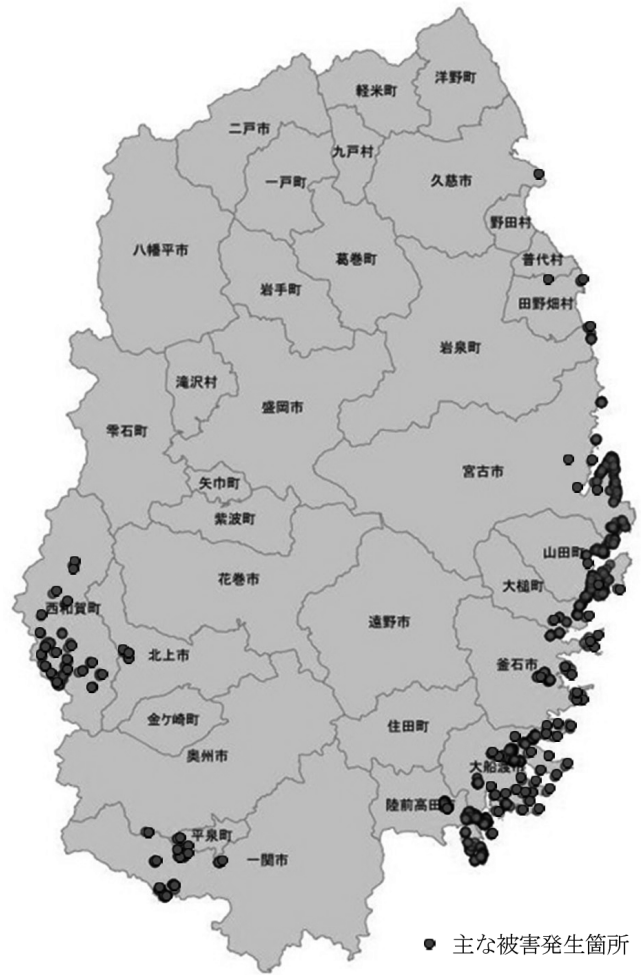 洋野町
軽米町
二戸市
九戸村
一戸町
久慈市
野田村
八幡平市
葛巻町
普代村
岩手町
田野畑村
岩泉町
滝沢村
盛岡市
雫石町
宮古市
矢巾町
紫波町
山田町
花巻市
大槌町
西和賀町
遠野市
北上市
釜石市
金ケ崎町
住田町
奥州市
大船渡市
陸前高田市
平泉町
一関市
主な被害発生箇所